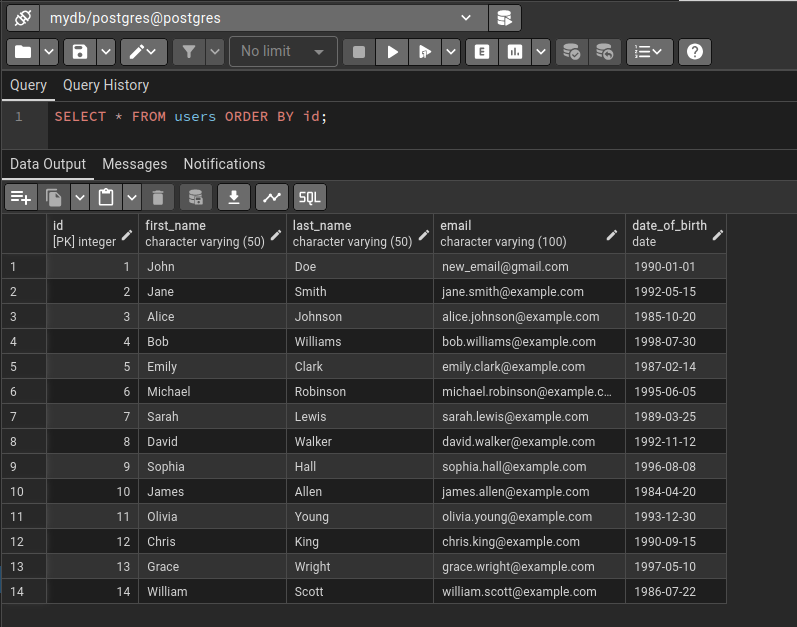 mydb/postgres@postgres
No limit
E
Query Query History
1 SELECT * FROM users ORDER BY id;
Data Output Messages Notifications
SQL
id first_name last_name email date_of_birth
[PK] integer character varying (50) character varying (50) character varying (100) date
1 1 John Doe new_email@gmail.com 1990-01-01
2 2 Jane Smith jane.smith@example.com 1992-05-15
3 3 Alice Johnson alice.johnson@example.com 1985-10-20
4 4 Bob Williams bob.williams@example.com 1998-07-30
5 5 Emily Clark emily.clark@example.com 1987-02-14
6 6 Michael Robinson michael.robinson@example.c... 1995-06-05
7 7 Sarah Lewis sarah.lewis@example.com 1989-03-25
8 8 David Walker david.walker@example.com 1992-11-12
9 9 Sophia Hall sophia.hall@example.com 1996-08-08
10 10 James Allen james.allen@example.com 1984-04-20
11 11 Olivia Young olivia.young@example.com 1993-12-30
12 12 Chris King chris.king@example.com 1990-09-15
13 13 Grace Wright grace.wright@example.com 1997-05-10
14 14 William Scott william.scott@example.com 1986-07-22